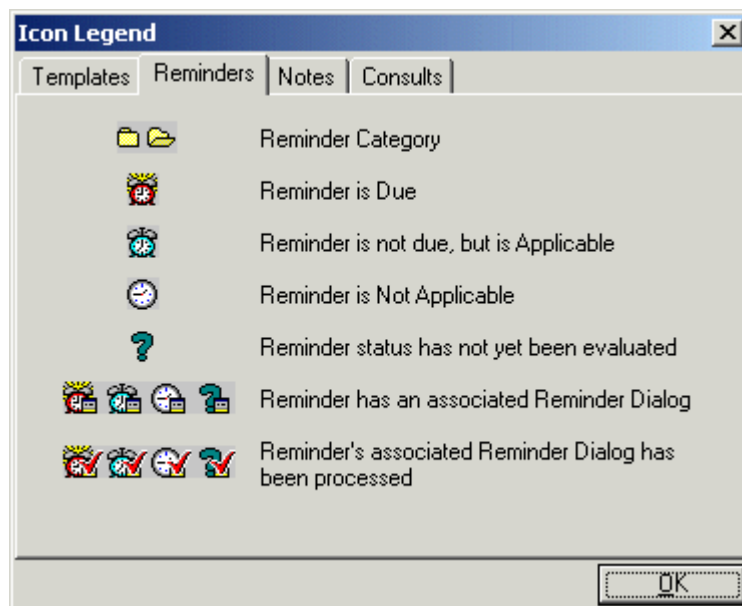 Icon Legend
Templates Reminders Notes Consults
Reminder Category
Reminder is Due
Reminder is not due, but is Applicable
Reminder is Not Applicable
Reminder status has not yet been evaluated
Reminder has an associated Reminder Dialog
Reminder's associated Reminder Dialog has
been processed
OK